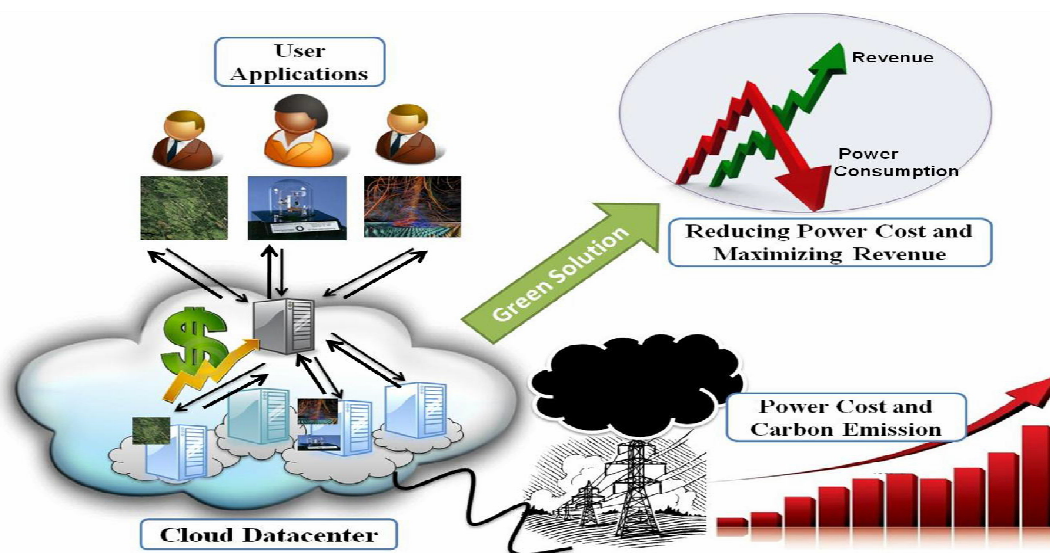 User
Applications
Revenue
Power
Consumption
Reducing Power Cost and
Maximizing Revenue
Green Solution
$
Power Cost and
Carbon Emission
Cloud Datacenter